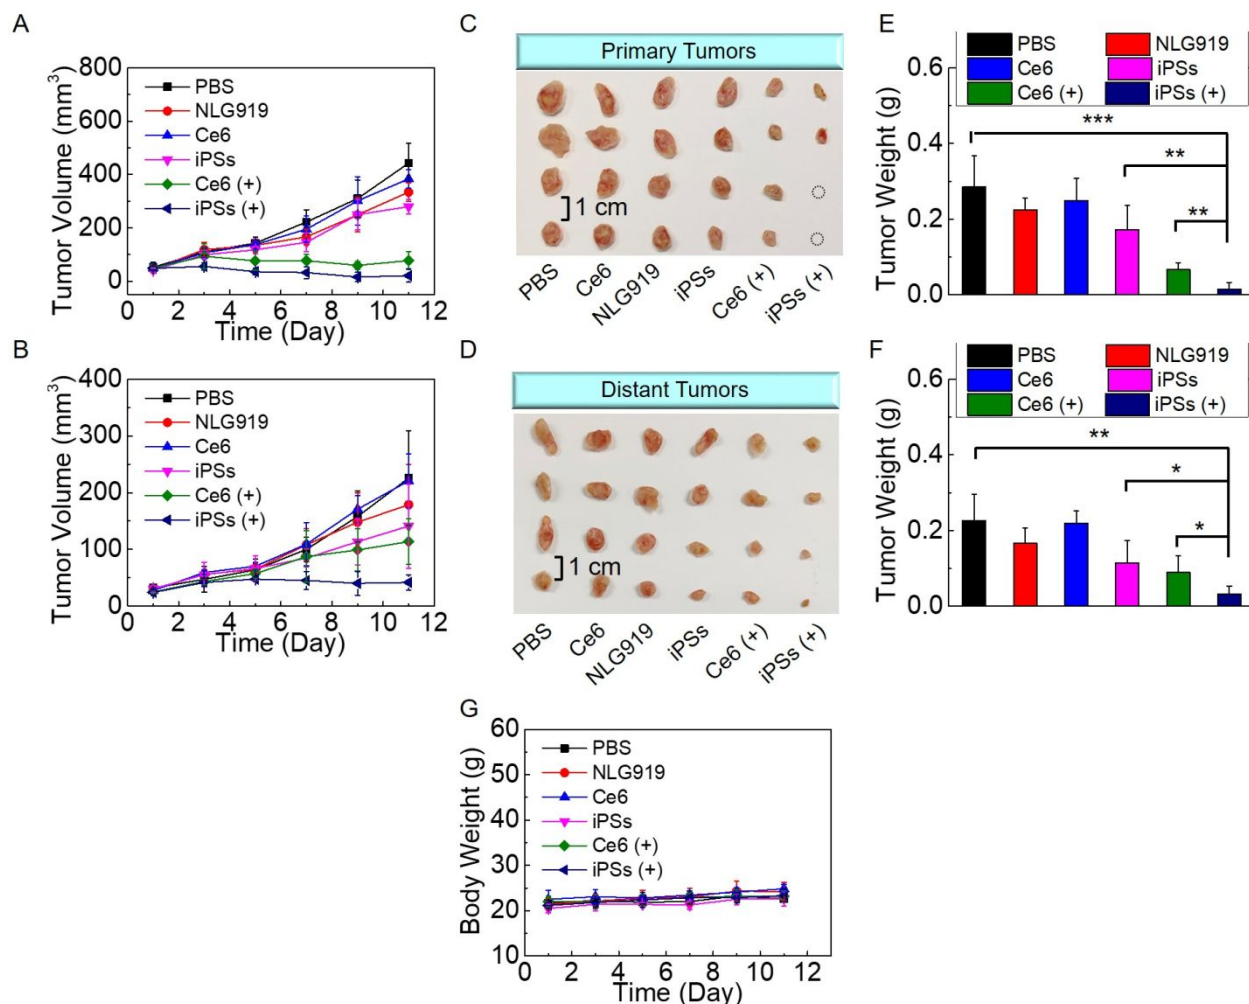 A
800
600
400
200
0
Tumor Volume (mm³)
PBS
NLG919
Ce6
iPSs
Ce6 (+)
iPSs (+)
0 2 4 6 8 10 12
Time (Day)
B
400
300
200
100
0
Tumor Volume (mm³)
PBS
NLG919
Ce6
iPSs
Ce6 (+)
iPSs (+)
0 2 4 6 8 10 12
Time (Day)
C
Primary Tumors
1 cm
PBS
Ce6
NLG919
iPSs
Ce6 (+)
iPSs (+)
D
Distant Tumors
1 cm
PBS
Ce6
NLG919
iPSs
Ce6 (+)
iPSs (+)
E
PBS NLG919
Ce6 iPSs
Ce6 (+) iPSs (+)
0.6
0.4
0.2
0.0
Tumor Weight (g)
***
**
**
F
PBS NLG919
Ce6 iPSs
Ce6 (+) iPSs (+)
0.6
0.4
0.2
0.0
Tumor Weight (g)
**
*
*
G
60
50
40
30
20
10
Body Weight (g)
PBS
NLG919
Ce6
iPSs
Ce6 (+)
iPSs (+)
0 2 4 6 8 10 12
Time (Day)